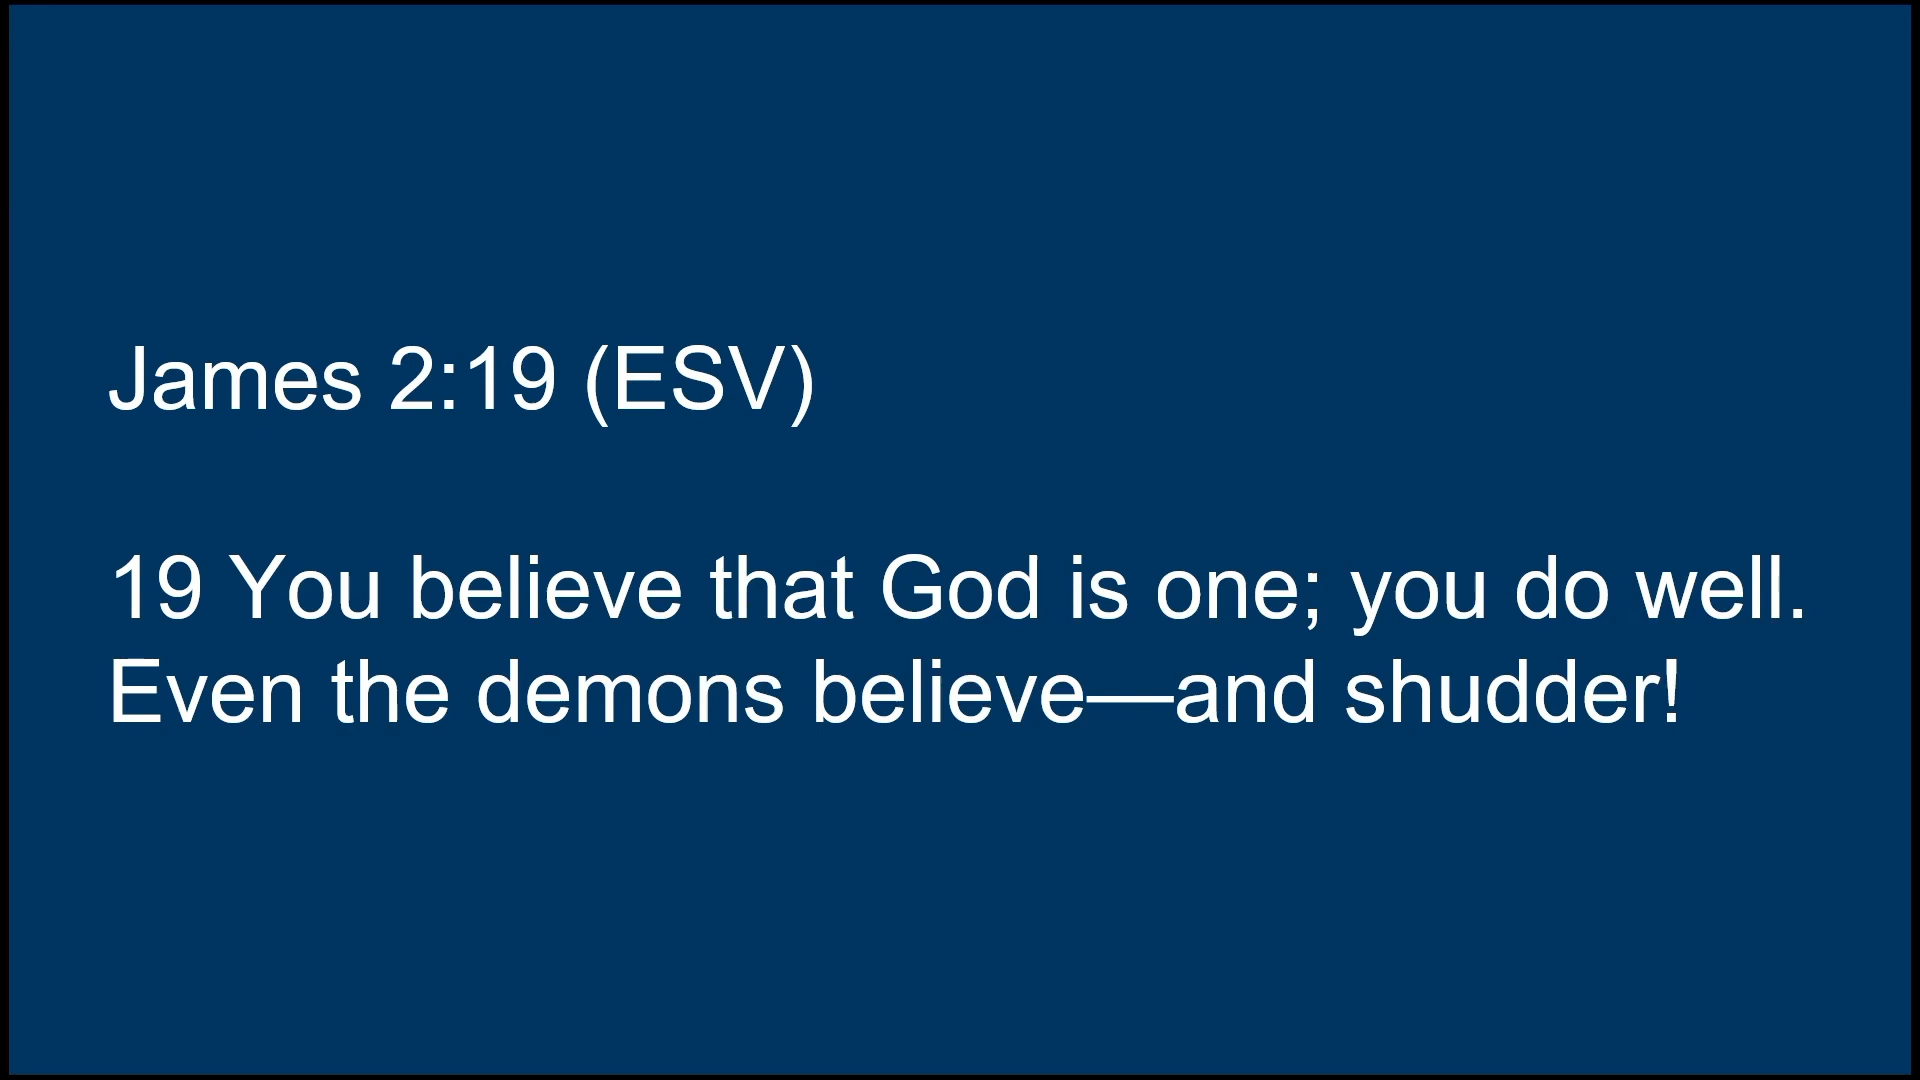 James 2:19 (ESV)
19 You believe that God is one; you do well.
Even the demons believe—and shudder!